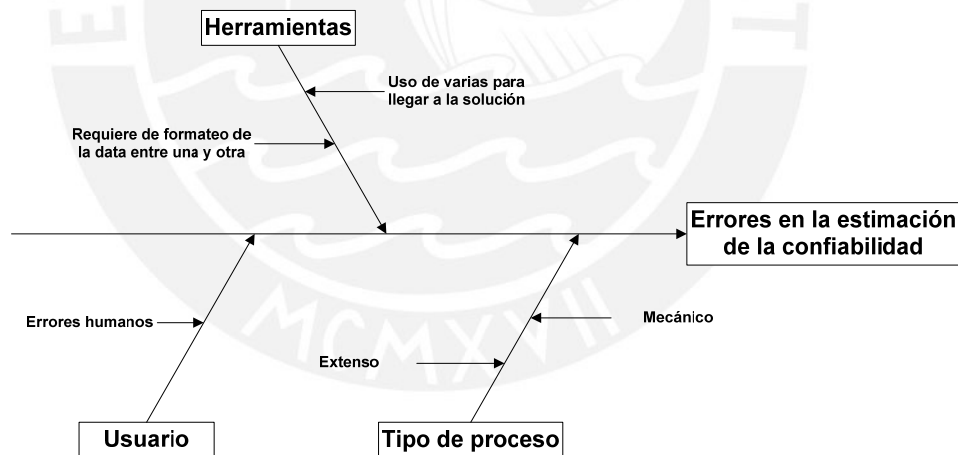 Herramientas
Uso de varias para
llegar a la solución
Requiere de formateo de
la data entre una y otra
Errores en la estimación
de la confiabilidad
Errores humanos
Mecánico
Extenso
Usuario
Tipo de proceso
MCMXVII
E
T